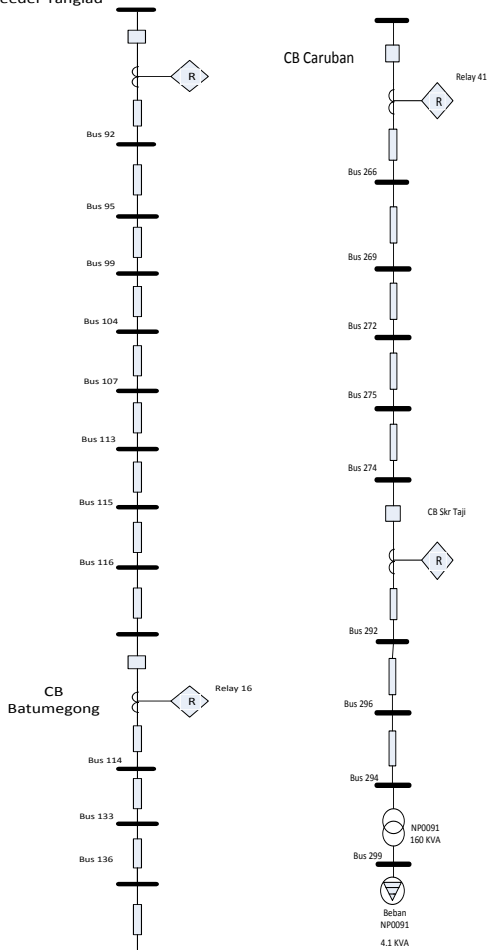 R
Bus 92
Bus 95
Bus 99
Bus 104
Bus 107
Bus 113
Bus 115
Bus 116
CB
Batumegong
Relay 16
R
Bus 114
Bus 133
Bus 136
CB Caruban
Relay 41
R
Bus 266
Bus 269
Bus 272
Bus 275
Bus 274
CB Skr Taji
R
Bus 292
Bus 296
Bus 294
NP0091
160 KVA
Bus 299
Beban
NP0091
4.1 KVA